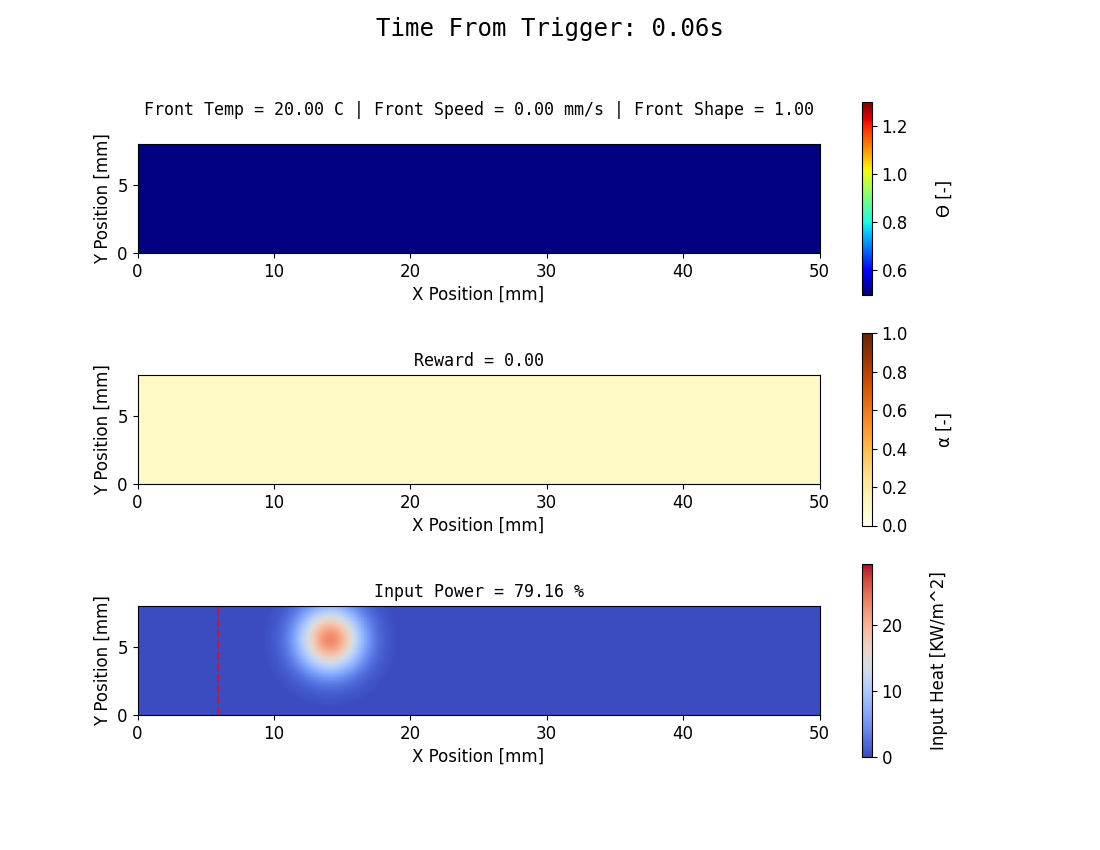 Time From Trigger: 0.06s
Front Temp = 20.00 C | Front Speed = 0.00 mm/s | Front Shape = 1.00
Y Position [mm]
5
0
0 10 20 30 40 50
X Position [mm]
1.2
1.0
0.8
0.6
ϴ [-]
Reward = 0.00
Y Position [mm]
5
0
0 10 20 30 40 50
X Position [mm]
1.0
0.8
0.6
0.4
0.2
0.0
α [-]
Input Power = 79.16 %
Y Position [mm]
5
0
0 10 20 30 40 50
X Position [mm]
20
10
0
Input Heat [KW/m^2]